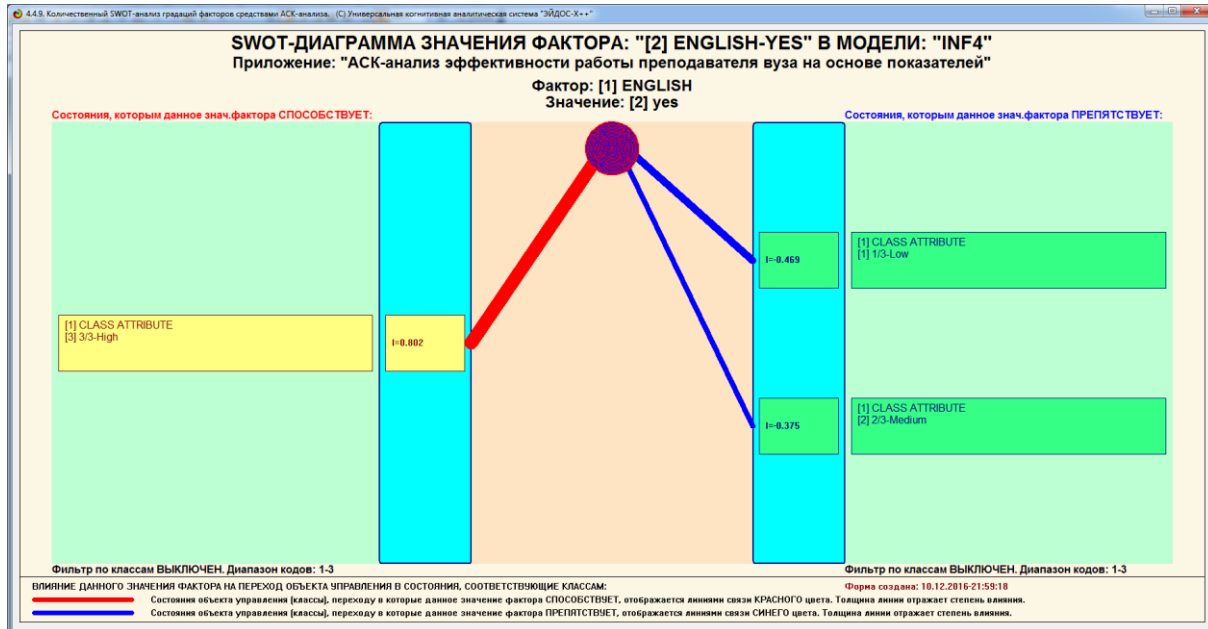 4.4.9. Количественный SWOT-анализ градаций факторов средствами АСК-анализа. (C) Универсальная когнитивная аналитическая система "ЭЙДОС-X++"
SWOT-ДИАГРАММА ЗНАЧЕНИЯ ФАКТОРА: "[2] ENGLISH-YES" В МОДЕЛИ: "INF4"
Приложение: "АСК-анализ эффективности работы преподавателя вуза на основе показателей"
Фактор: [1] ENGLISH
Значение: [2] yes
Состояния, которым данное знач.фактора СПОСОБСТВУЕТ:
Состояния, которым данное знач.фактора ПРЕПЯТСТВУЕТ:
I=-0.469
[1] CLASS ATTRIBUTE
[1] 1/3-Low
[1] CLASS ATTRIBUTE
[3] 3/3-High
I=0.802
I=-0.375
[1] CLASS ATTRIBUTE
[2] 2/3-Medium
Фильтр по классам ВЫКЛЮЧЕН. Диапазон кодов: 1-3
Фильтр по классам ВЫКЛЮЧЕН. Диапазон кодов: 1-3
ВЛИЯНИЕ ДАННОГО ЗНАЧЕНИЯ ФАКТОРА НА ПЕРЕХОД ОБЪЕКТА УПРАВЛЕНИЯ В СОСТОЯНИЯ, СООТВЕТСТВУЮЩИЕ КЛАССАМ:
Форма создана: 10.12.2016-21:59:18
Состояния объекта управления [классы], переходу в которые данное значение фактора СПОСОБСТВУЕТ, отображается линиями связи КРАСНОГО цвета. Толщина линии отражает степень влияния.
Состояния объекта управления [классы], переходу в которые данное значение фактора ПРЕПЯТСТВУЕТ, отображается линиями связи СИНЕГО цвета. Толщина линии отражает степень влияния.